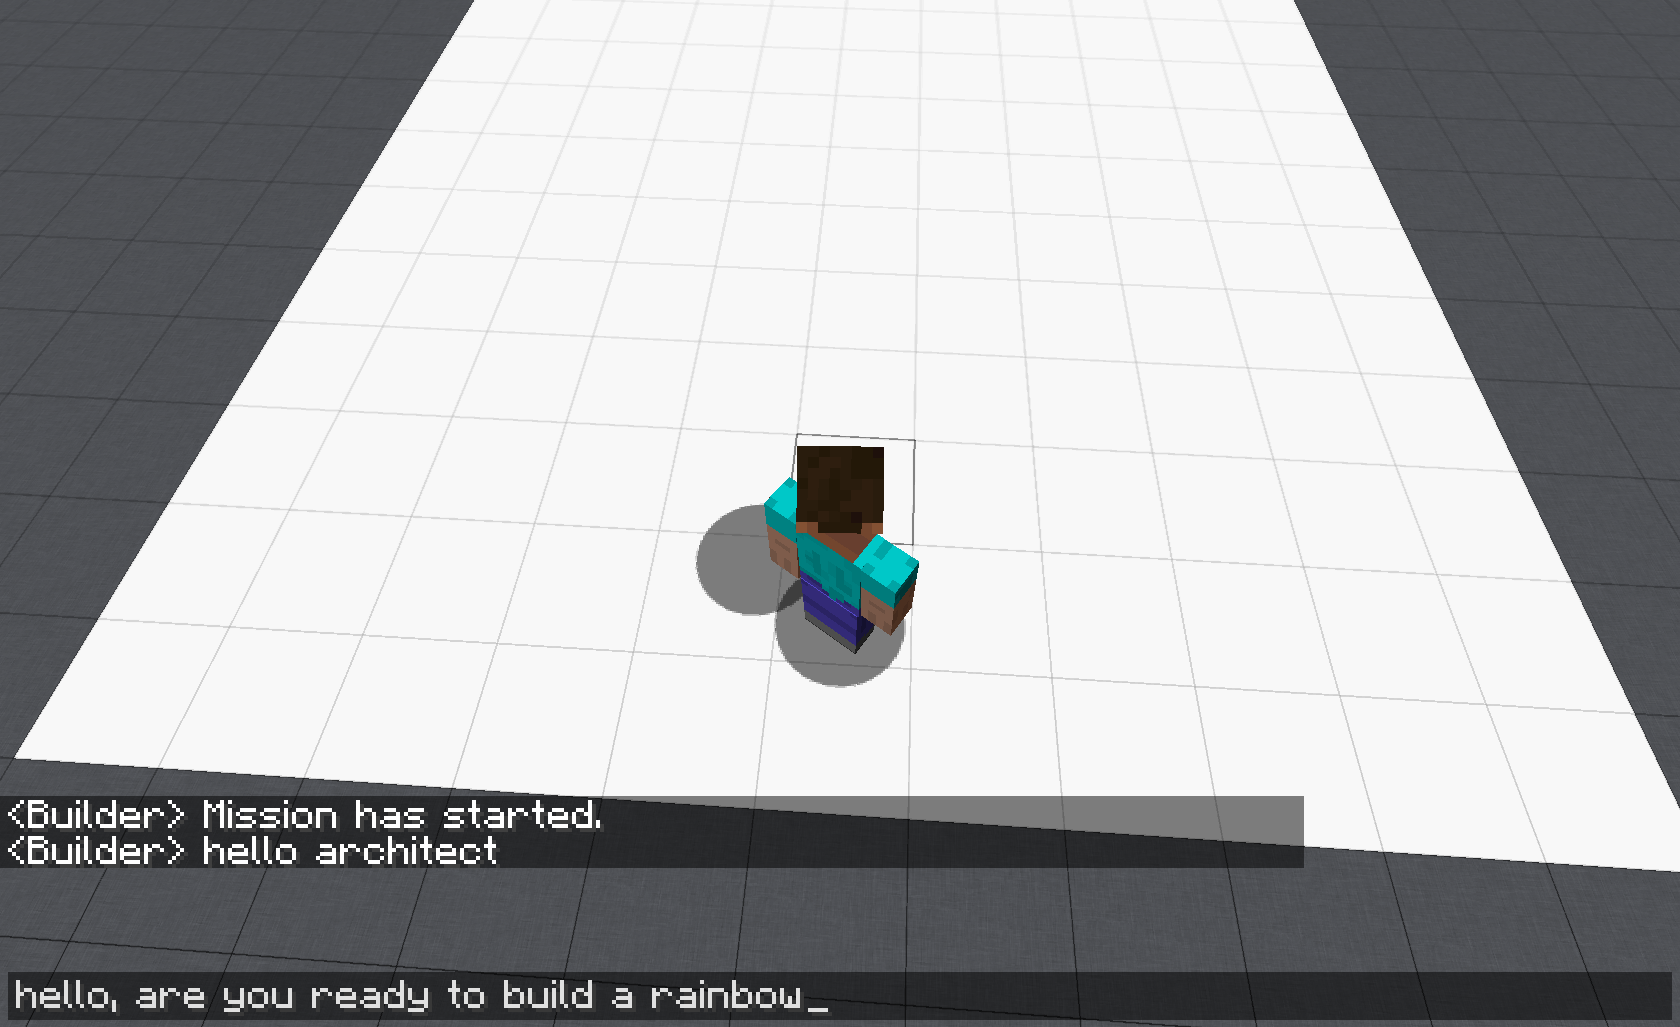 <Builder> Mission has started.
<Builder> hello architect
hello, are you ready to build a rainbow_